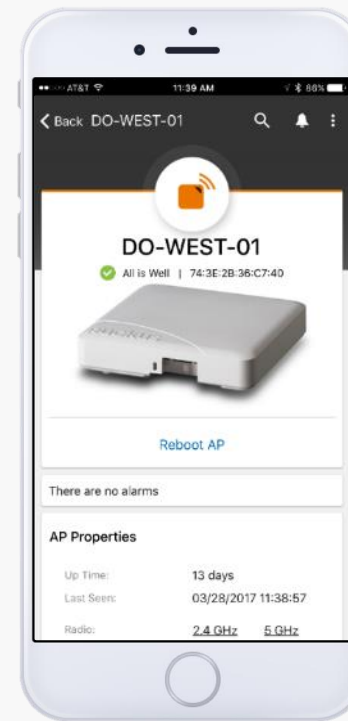 AT&T 11:39 AM 86%
Back DO-WEST-01
DO-WEST-01
All is Well | 74:3E:2B:36:C7:40
Reboot AP
There are no alarms
AP Properties
Up Time: 13 days
Last Seen: 03/28/2017 11:38:57
Radio: 2.4 GHz 5 GHz